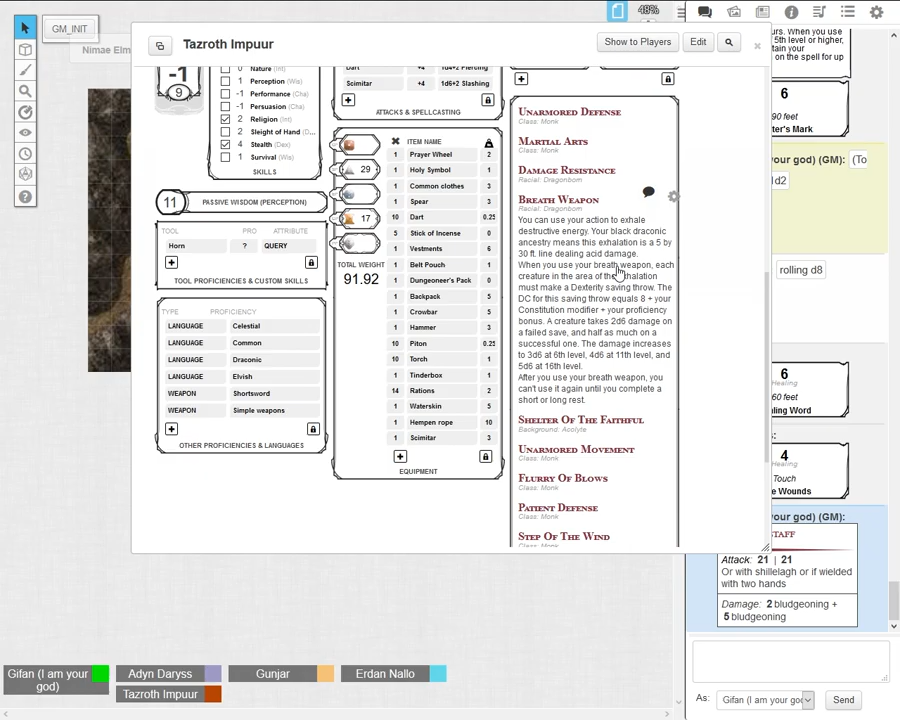 48%
GM_INIT
Nimae Elm
Tazroth Impuur
Show to Players
Edit
-1
9
Nature (Int)
1 Perception (Wis)
-1 Performance (Cha)
-1 Persuasion (Cha)
2 Religion (Int)
2 Sleight of Hand (D...
4 Stealth (Dex)
1 Survival (Wis)
SKILLS
11 PASSIVE WISDOM (PERCEPTION)
TOOL PRO ATTRIBUTE
Horn ? QUERY
TOOL PROFICIENCIES & CUSTOM SKILLS
TYPE PROFICIENCY
LANGUAGE Celestial
LANGUAGE Common
LANGUAGE Draconic
LANGUAGE Elvish
WEAPON Shortsword
WEAPON Simple weapons
OTHER PROFICIENCIES & LANGUAGES
Dart +4 1d4+2 Piercing
Scimitar +4 1d6+2 Slashing
ATTACKS & SPELLCASTING
29
17
TOTAL WEIGHT
91.92
ITEM NAME
1 Prayer Wheel 2
1 Holy Symbol 1
1 Common clothes 3
1 Spear 3
10 Dart 0.25
5 Stick of Incense 0
1 Vestments 6
1 Belt Pouch 1
1 Dungeoneer's Pack 0
1 Backpack 5
1 Crowbar 5
1 Hammer 3
10 Piton 0.25
10 Torch 1
1 Tinderbox 1
14 Rations 2
1 Waterskin 5
1 Hempen rope 10
1 Scimitar 3
EQUIPMENT
Unarmored Defense
Class: Monk
Martial Arts
Class: Monk
Damage Resistance
Racial: Dragonborn
Breath Weapon
Racial: Dragonborn
You can use your action to exhale
destructive energy. Your black draconic
ancestry means this exhalation is a 5 by
30 ft. line dealing acid damage.
When you use your breath weapon, each
creature in the area of the exhalation
must make a Dexterity saving throw. The
DC for this saving throw equals 8 + your
Constitution modifier + your proficiency
bonus. A creature takes 2d6 damage on
a failed save, and half as much on a
successful one. The damage increases
to 3d6 at 6th level, 4d6 at 11th level, and
5d6 at 16th level.
After you use your breath weapon, you
can't use it again until you complete a
short or long rest.
Shelter Of The Faithful
Background: Acolyte
Unarmored Movement
Class: Monk
Flurry Of Blows
Class: Monk
Patient Defense
Class: Monk
Step Of The Wind
Class: Monk
urs. When you use
5th level or higher,
tain your
on the spell for up
6
90 feet
ter's Mark
your god) (GM): (To
1d2
rolling d8
6
Healing
60 feet
ling Word
4
Touch
Healing
e Wounds
your god) (GM):
STAFF
Attack: 21 | 21
Or with shillelagh or if wielded
with two hands
Damage: 2 bludgeoning +
5 bludgeoning
As: Gifan (I am your god)
Send
Gifan (I am your
god)
Adyn Daryss
Gunjar
Erdan Nallo
Tazroth Impuur